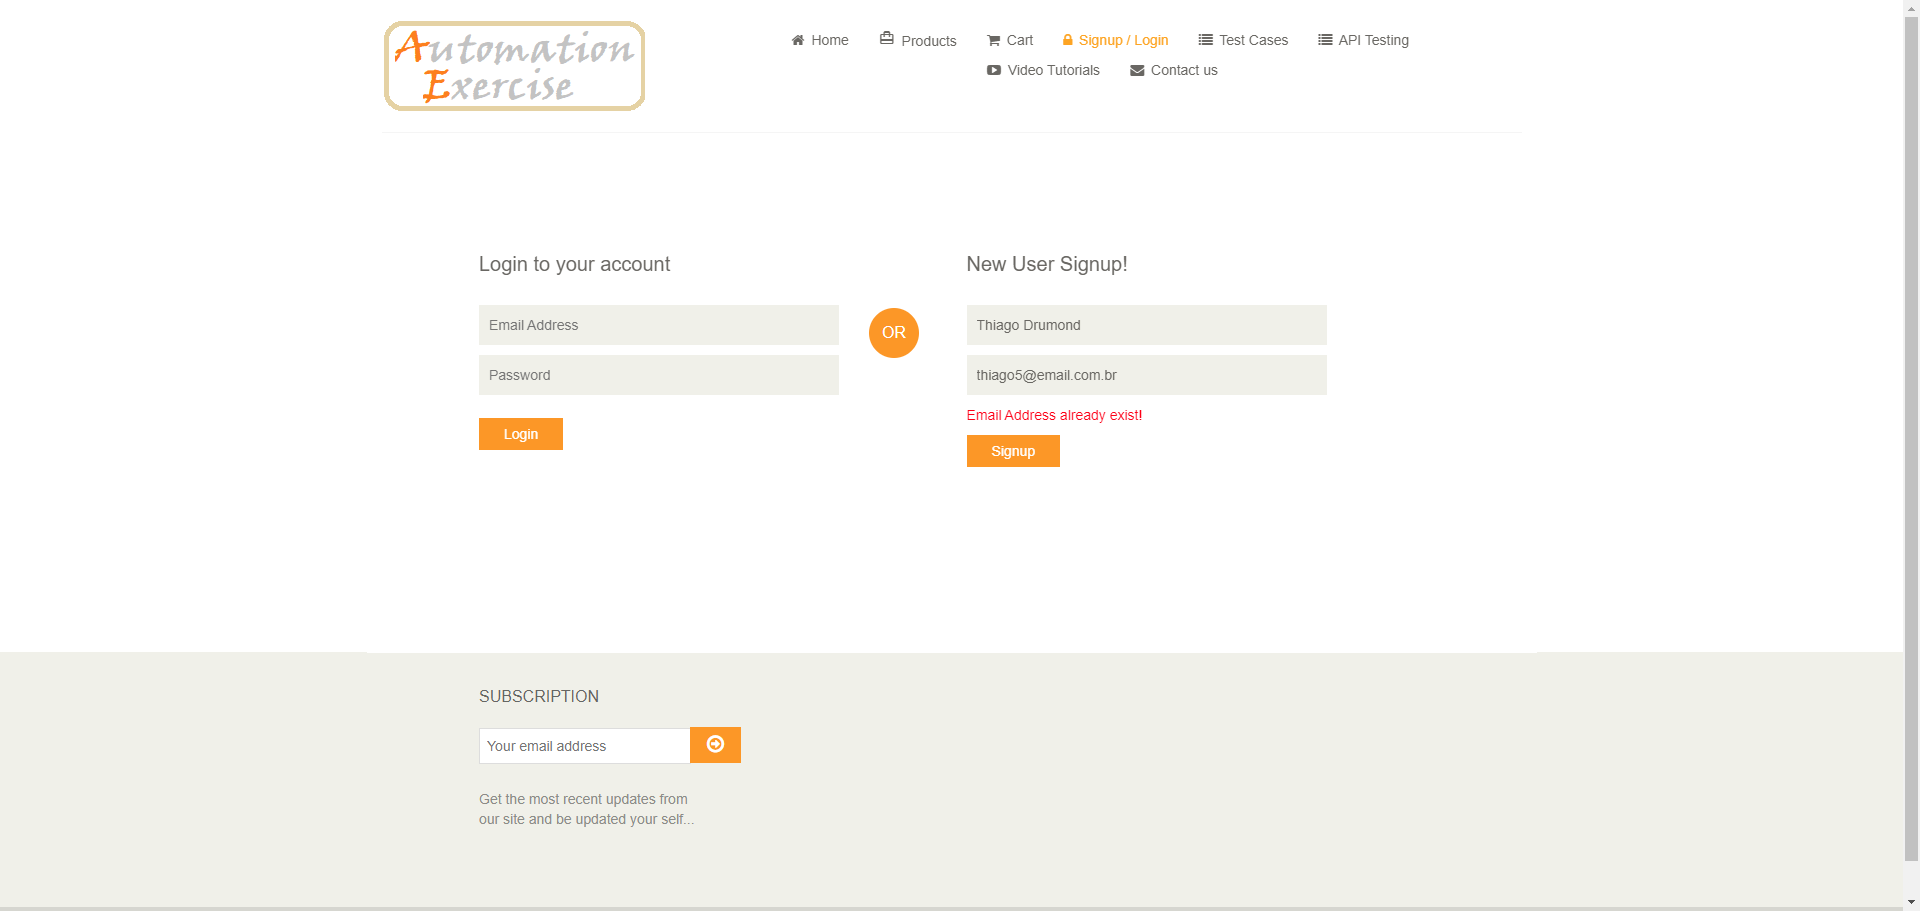 Automation
Exercise
Home
Products
Cart
Signup / Login
Test Cases
API Testing
Video Tutorials
Contact us
Login to your account
Email Address
Password
Login
OR
New User Signup!
Thiago Drumond
thiago5@email.com.br
Email Address already exist!
Signup
SUBSCRIPTION
Your email address
Get the most recent updates from
our site and be updated your self...